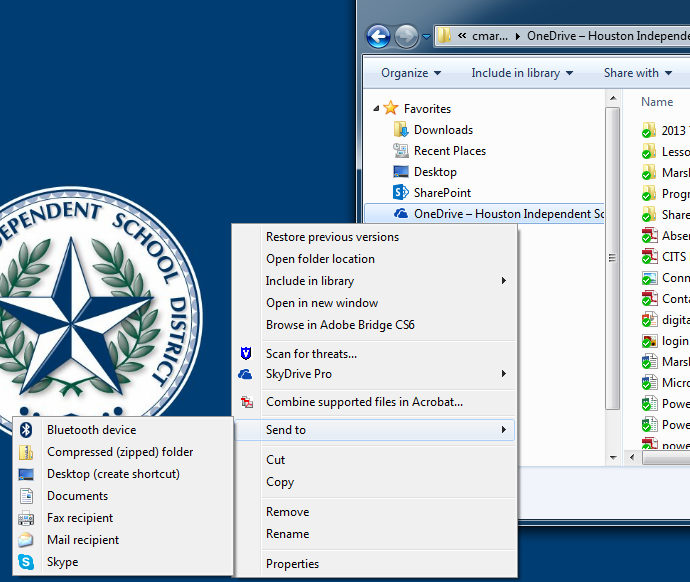 « cmar... ▸ OneDrive – Houston Independe
Organize Include in library Share with
Favorites
Downloads
Recent Places
Desktop
SharePoint
OneDrive – Houston Independent Sc
Name
2013
Lesso
Marsh
Progr
Share
Absen
CITS
Conn
Conta
digita
login
Marsh
Micro
Powe
Powe
powe
EPENDENT SCHOOL DISTRICT
Restore previous versions
Open folder location
Include in library
Open in new window
Browse in Adobe Bridge CS6
Scan for threats...
SkyDrive Pro
Combine supported files in Acrobat...
Send to
Cut
Copy
Remove
Rename
Properties
Bluetooth device
Compressed (zipped) folder
Desktop (create shortcut)
Documents
Fax recipient
Mail recipient
Skype